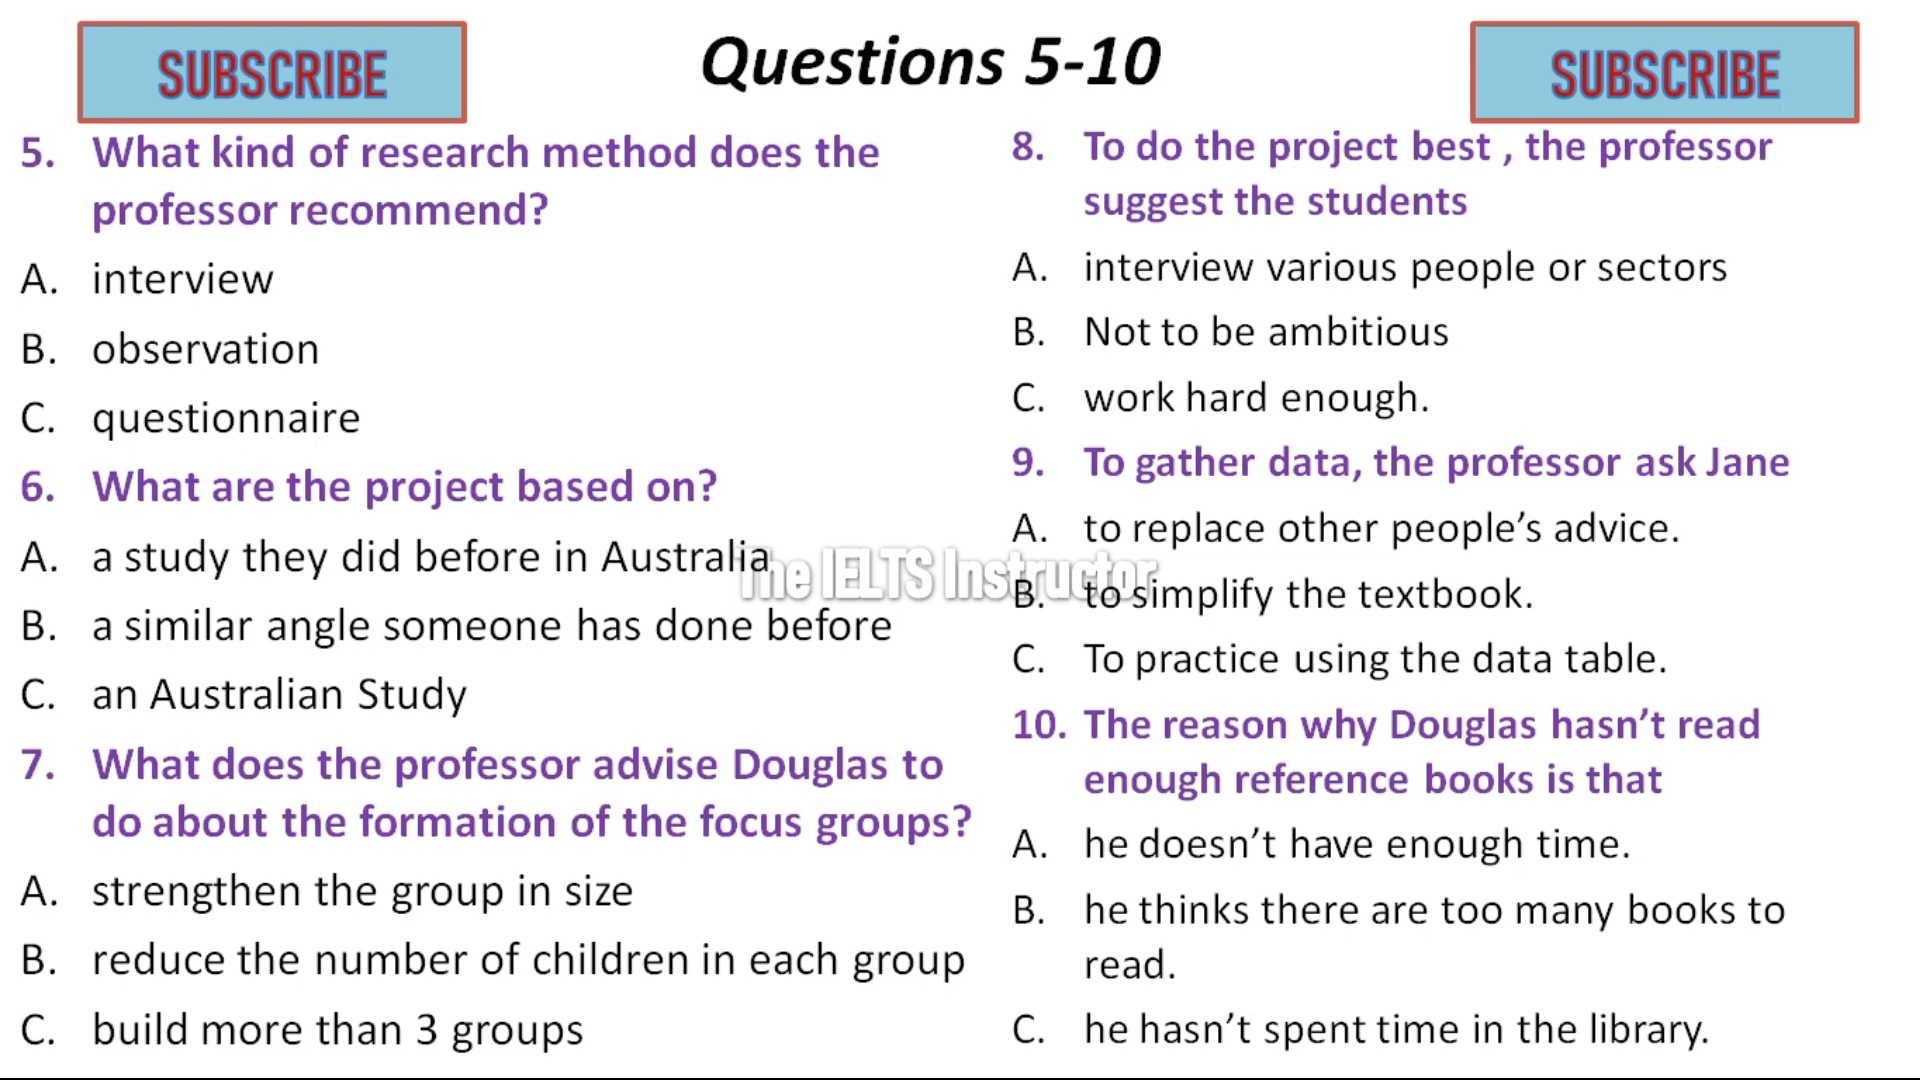 SUBSCRIBE
Questions 5-10
SUBSCRIBE
5. What kind of research method does the
professor recommend?
A. interview
B. observation
C. questionnaire
6. What are the project based on?
A. a study they did before in Australia
B. a similar angle someone has done before
C. an Australian Study
7. What does the professor advise Douglas to
do about the formation of the focus groups?
A. strengthen the group in size
B. reduce the number of children in each group
C. build more than 3 groups
8. To do the project best , the professor
suggest the students
A. interview various people or sectors
B. Not to be ambitious
C. work hard enough.
9. To gather data, the professor ask Jane
A. to replace other people’s advice.
B. to simplify the textbook.
C. To practice using the data table.
10. The reason why Douglas hasn’t read
enough reference books is that
A. he doesn’t have enough time.
B. he thinks there are too many books to
read.
C. he hasn’t spent time in the library.
The IELTS Instructor